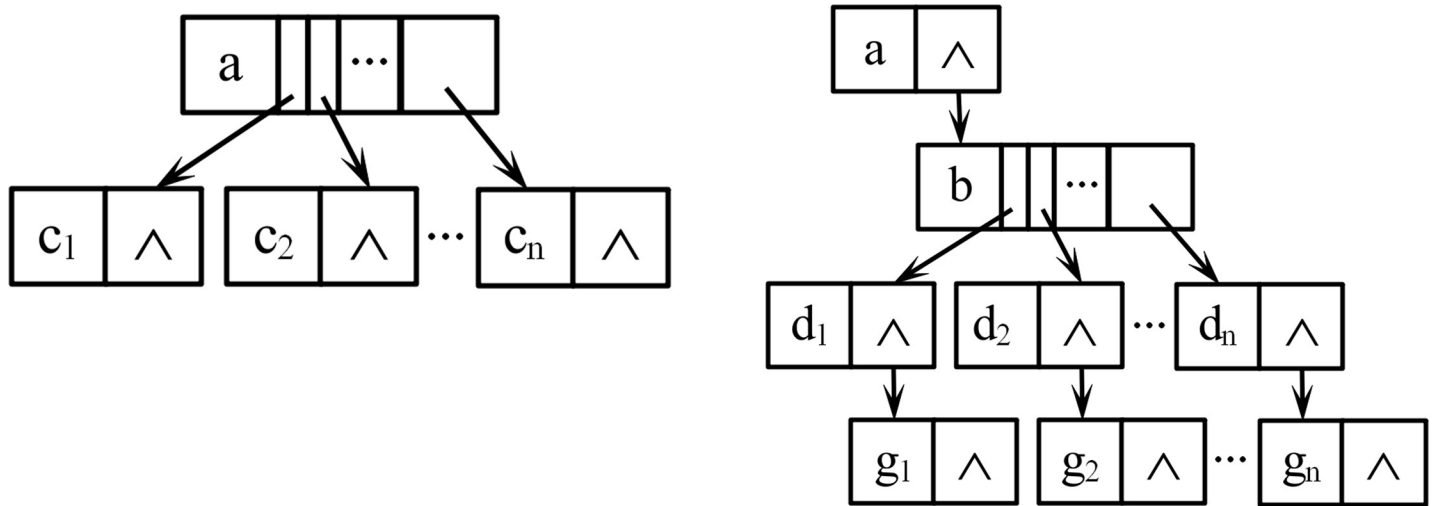 a ...
c₁ ∧ c₂ ∧ ... cₙ ∧
a ∧
b ...
d₁ ∧ d₂ ∧ ... dₙ ∧
g₁ ∧ g₂ ∧ ... gₙ ∧